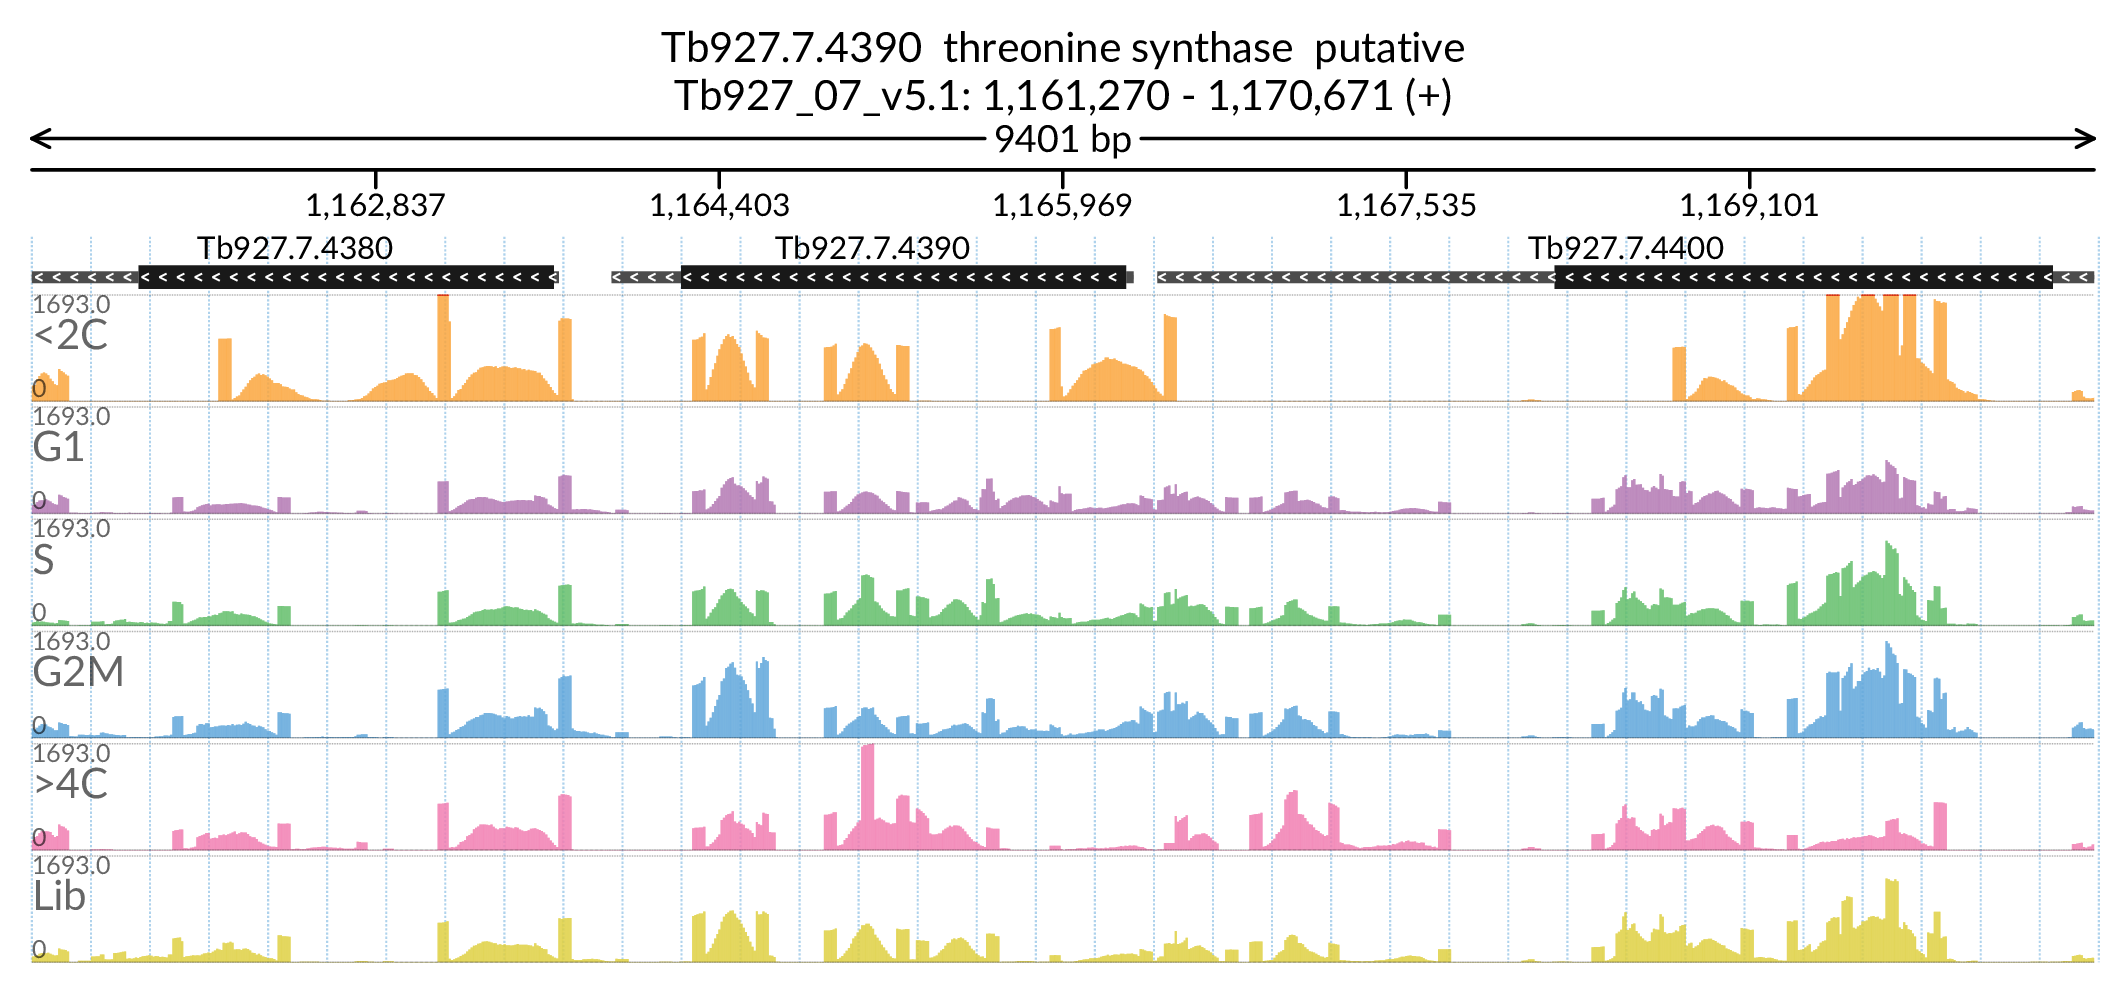 Tb927.7.4390  threonine synthase  putative
Tb927_07_v5.1: 1,161,270 - 1,170,671 (+)
9401 bp
1,162,837 1,164,403 1,165,969 1,167,535 1,169,101
Tb927.7.4380 Tb927.7.4390 Tb927.7.4400
1693.0
<2C
0
1693.0
G1
0
1693.0
S
0
1693.0
G2M
0
1693.0
>4C
0
1693.0
Lib
0